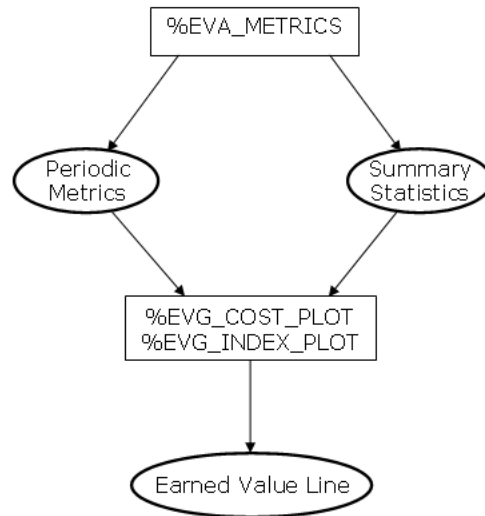 %EVA_METRICS
Periodic
Metrics
Summary
Statistics
%EVG_COST_PLOT
%EVG_INDEX_PLOT
Earned Value Line